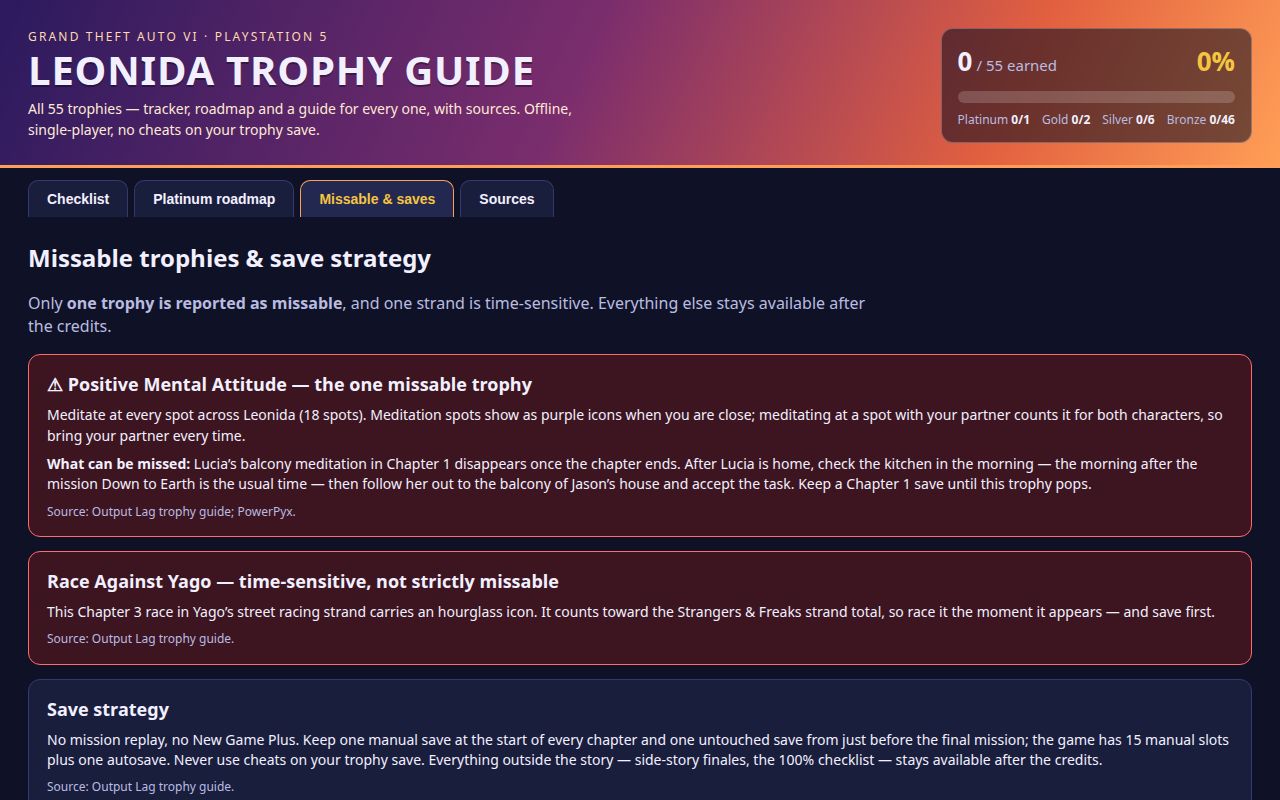 GRAND THEFT AUTO VI · PLAYSTATION 5
LEONIDA TROPHY GUIDE
All 55 trophies — tracker, roadmap and a guide for every one, with sources. Offline,
single-player, no cheats on your trophy save.
0 / 55 earned 0%
Platinum 0/1 Gold 0/2 Silver 0/6 Bronze 0/46
Checklist Platinum roadmap Missable & saves Sources
Missable trophies & save strategy
Only one trophy is reported as missable, and one strand is time-sensitive. Everything else stays available after
the credits.
⚠ Positive Mental Attitude — the one missable trophy
Meditate at every spot across Leonida (18 spots). Meditation spots show as purple icons when you are close; meditating at a spot with your partner counts it for both characters, so
bring your partner every time.
What can be missed: Lucia’s balcony meditation in Chapter 1 disappears once the chapter ends. After Lucia is home, check the kitchen in the morning — the morning after the
mission Down to Earth is the usual time — then follow her out to the balcony of Jason’s house and accept the task. Keep a Chapter 1 save until this trophy pops.
Source: Output Lag trophy guide; PowerPyx.
Race Against Yago — time-sensitive, not strictly missable
This Chapter 3 race in Yago’s street racing strand carries an hourglass icon. It counts toward the Strangers & Freaks strand total, so race it the moment it appears — and save first.
Source: Output Lag trophy guide.
Save strategy
No mission replay, no New Game Plus. Keep one manual save at the start of every chapter and one untouched save from just before the final mission; the game has 15 manual slots
plus one autosave. Never use cheats on your trophy save. Everything outside the story — side-story finales, the 100% checklist — stays available after the credits.
Source: Output Lag trophy guide.